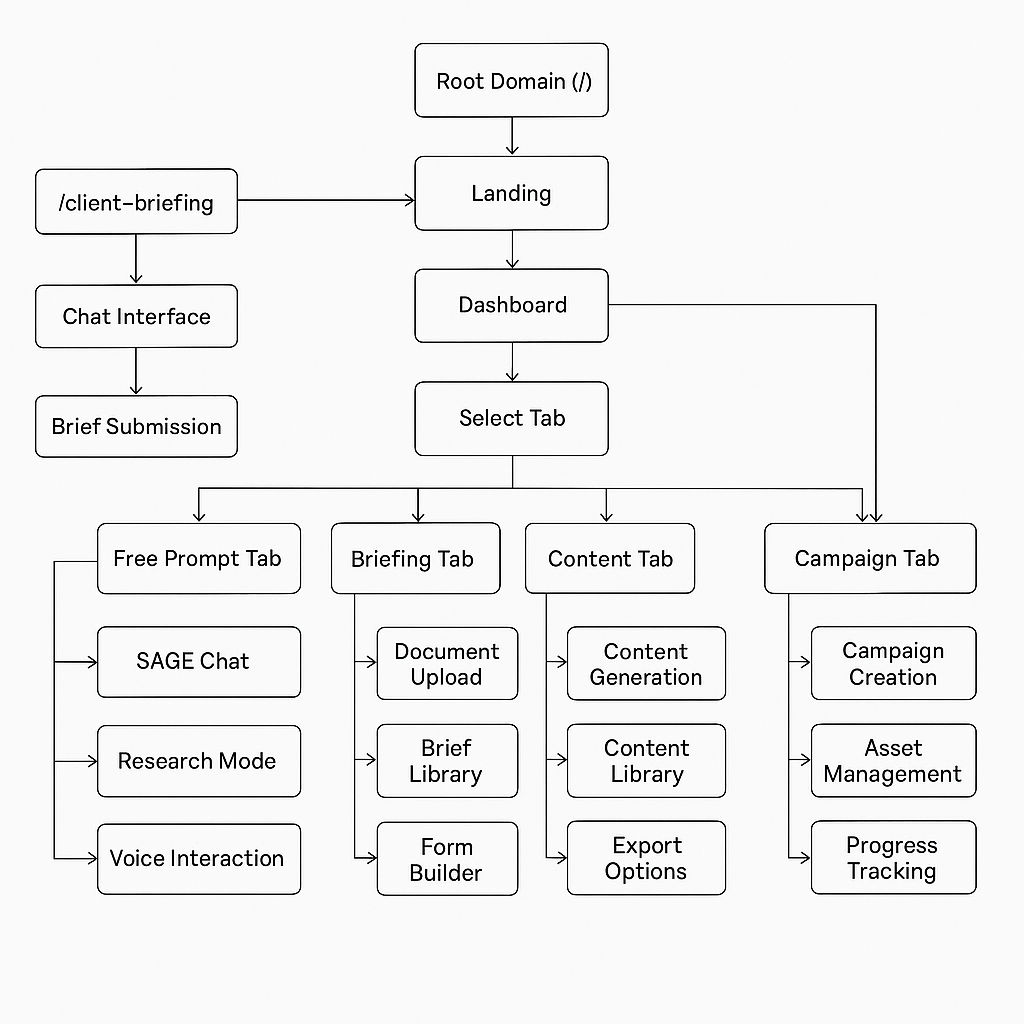 Root Domain (/)
Landing
/client–briefing
Chat Interface
Brief Submission
Dashboard
Select Tab
Free Prompt Tab
SAGE Chat
Research Mode
Voice Interaction
Briefing Tab
Document
Upload
Brief
Library
Form
Builder
Content Tab
Content
Generation
Content
Library
Export
Options
Campaign Tab
Campaign
Creation
Asset
Management
Progress
Tracking